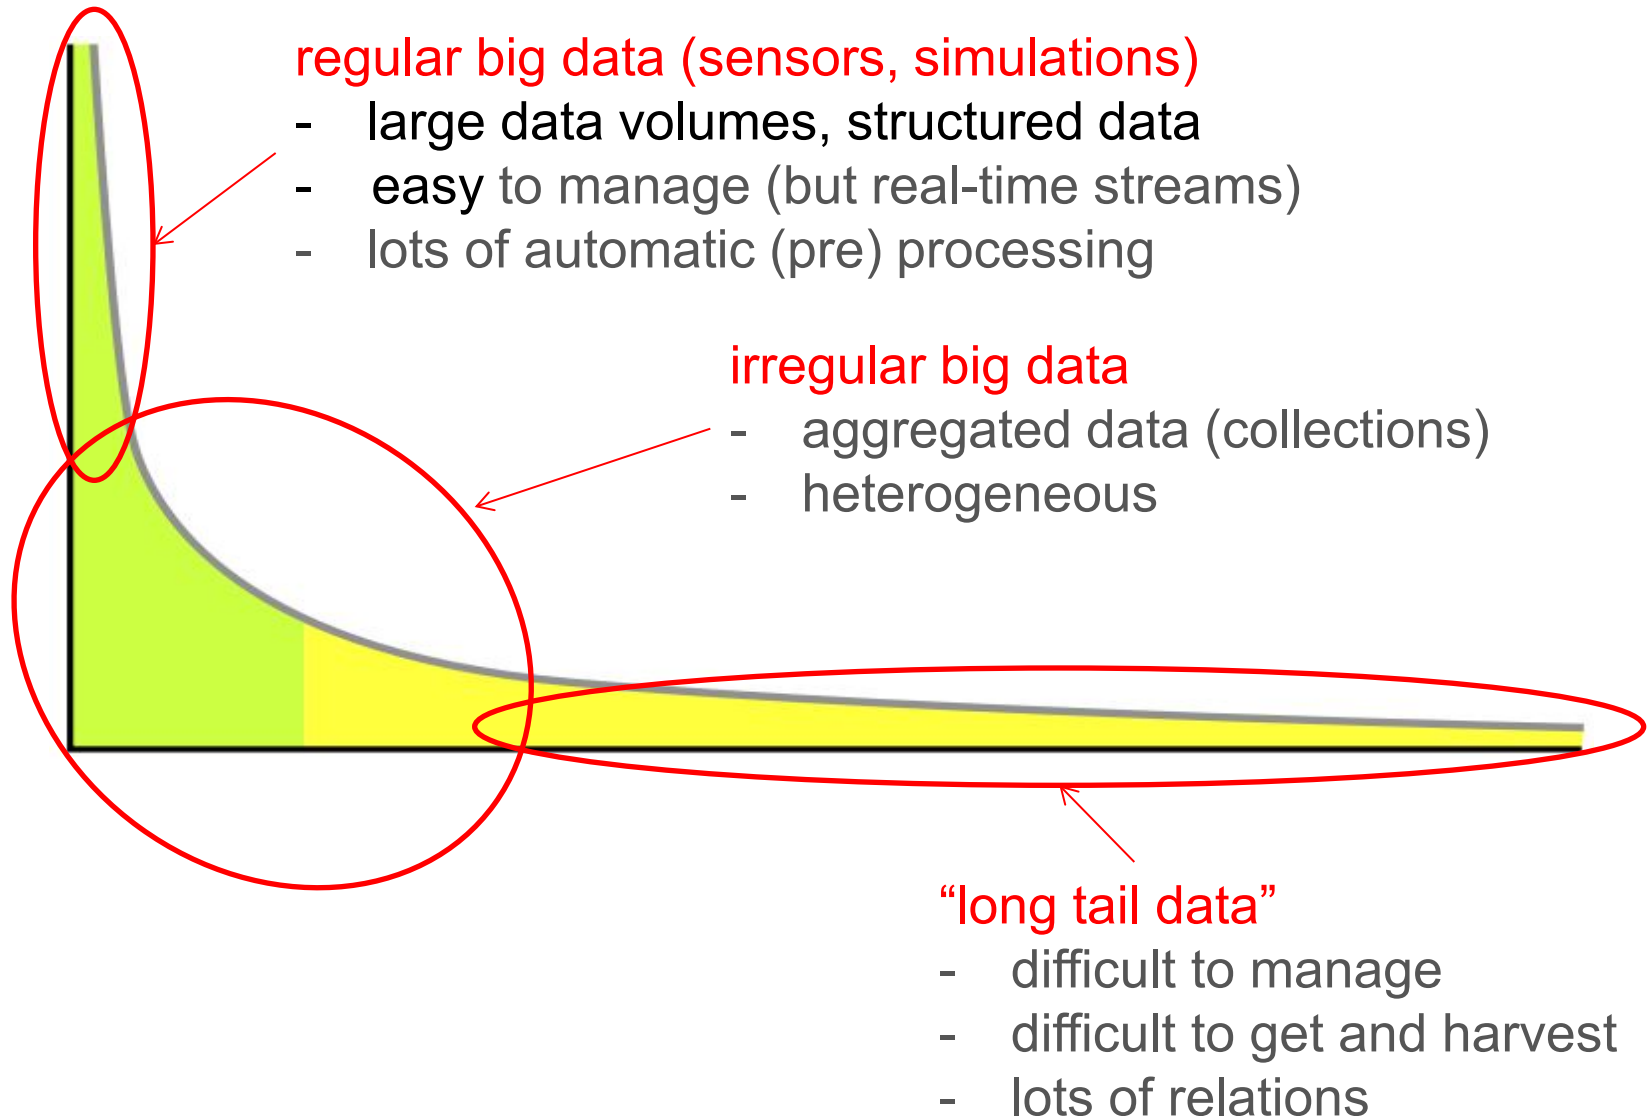 regular big data (sensors, simulations)
- large data volumes, structured data
- easy to manage (but real-time streams)
- lots of automatic (pre) processing
irregular big data
- aggregated data (collections)
- heterogeneous
“long tail data”
- difficult to manage
- difficult to get and harvest
- lots of relations